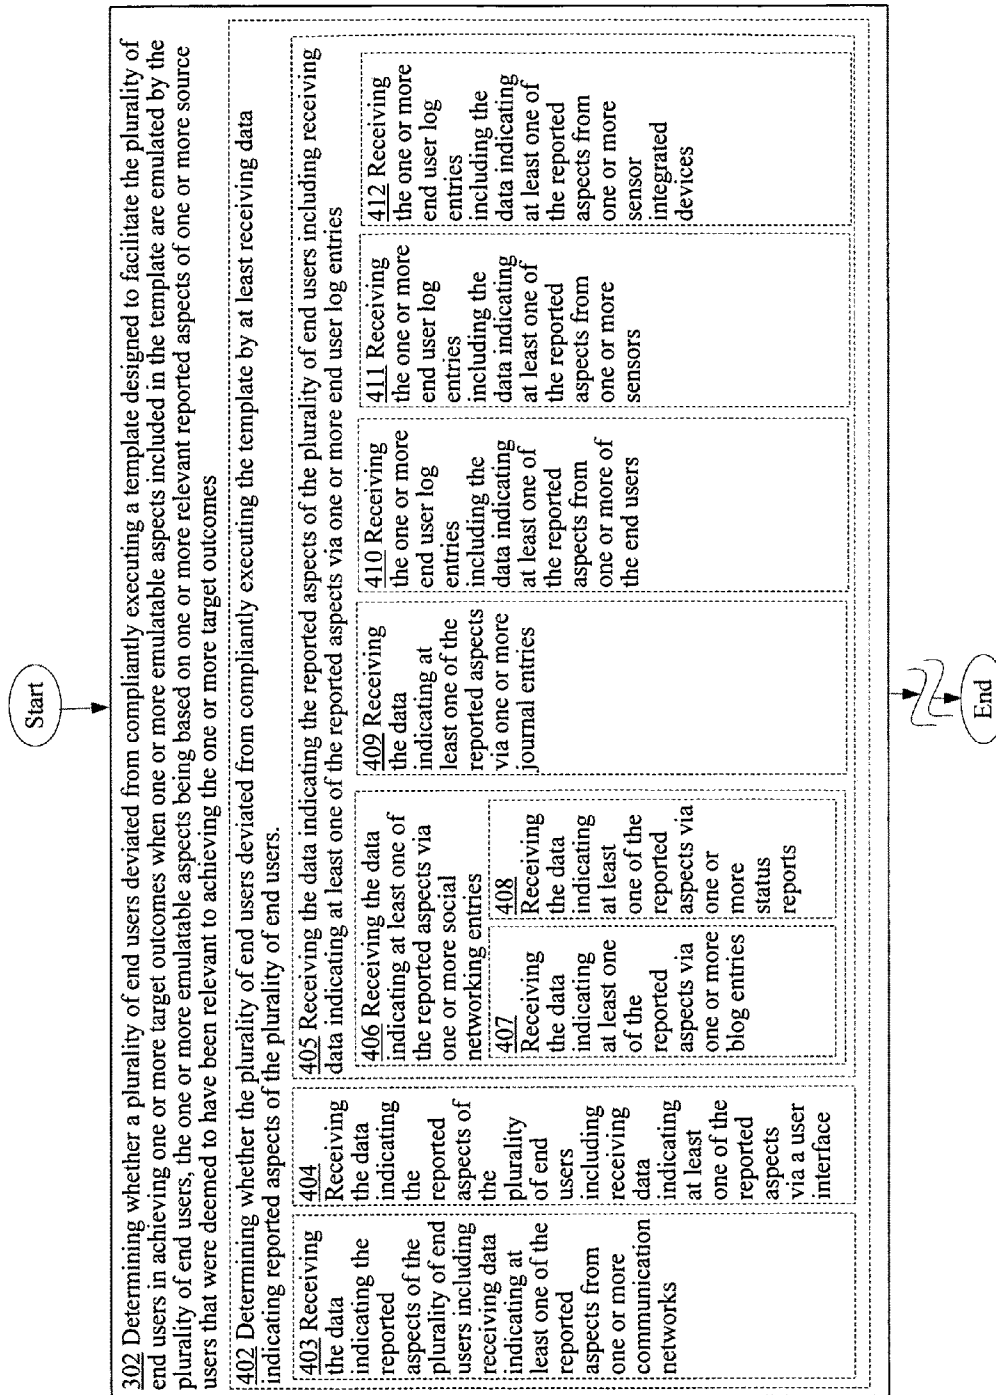 Start
302 Determining whether a plurality of end users deviated from compliantly executing a template designed to facilitate the plurality of
end users in achieving one or more target outcomes when one or more emulatable aspects included in the template are emulated by the
plurality of end users, the one or more emulatable aspects being based on one or more relevant reported aspects of one or more source
users that were deemed to have been relevant to achieving the one or more target outcomes
402 Determining whether the plurality of end users deviated from compliantly executing the template by at least receiving data
indicating reported aspects of the plurality of end users.
403 Receiving
the data
indicating the
reported
aspects of the
plurality of end
users including
receiving data
indicating at
least one of the
reported
aspects from
one or more
communication
networks
404
Receiving
the data
indicating
the
reported
aspects of
the
plurality
of end
users
including
receiving
data
indicating
at least
one of the
reported
aspects
via a user
interface
405 Receiving the data indicating the reported aspects of the plurality of end users including receiving
data indicating at least one of the reported aspects via one or more end user log entries
406 Receiving the data
indicating at least one of
the reported aspects via
one or more social
networking entries
407
Receiving
the data
indicating
at least one
of the
reported
aspects via
one or more
blog entries
408
Receiving
the data
indicating
at least
one of the
reported
aspects via
one or
more
status
reports
409 Receiving
the data
indicating at
least one of the
reported aspects
via one or more
journal entries
410 Receiving
the one or more
end user log
entries
including the
data indicating
at least one of
the reported
aspects from
one or more of
the end users
411 Receiving
the one or more
end user log
entries
including the
data indicating
at least one of
the reported
aspects from
one or more
sensors
412 Receiving
the one or more
end user log
entries
including the
data indicating
at least one of
the reported
aspects from
one or more
sensor
integrated
devices
End